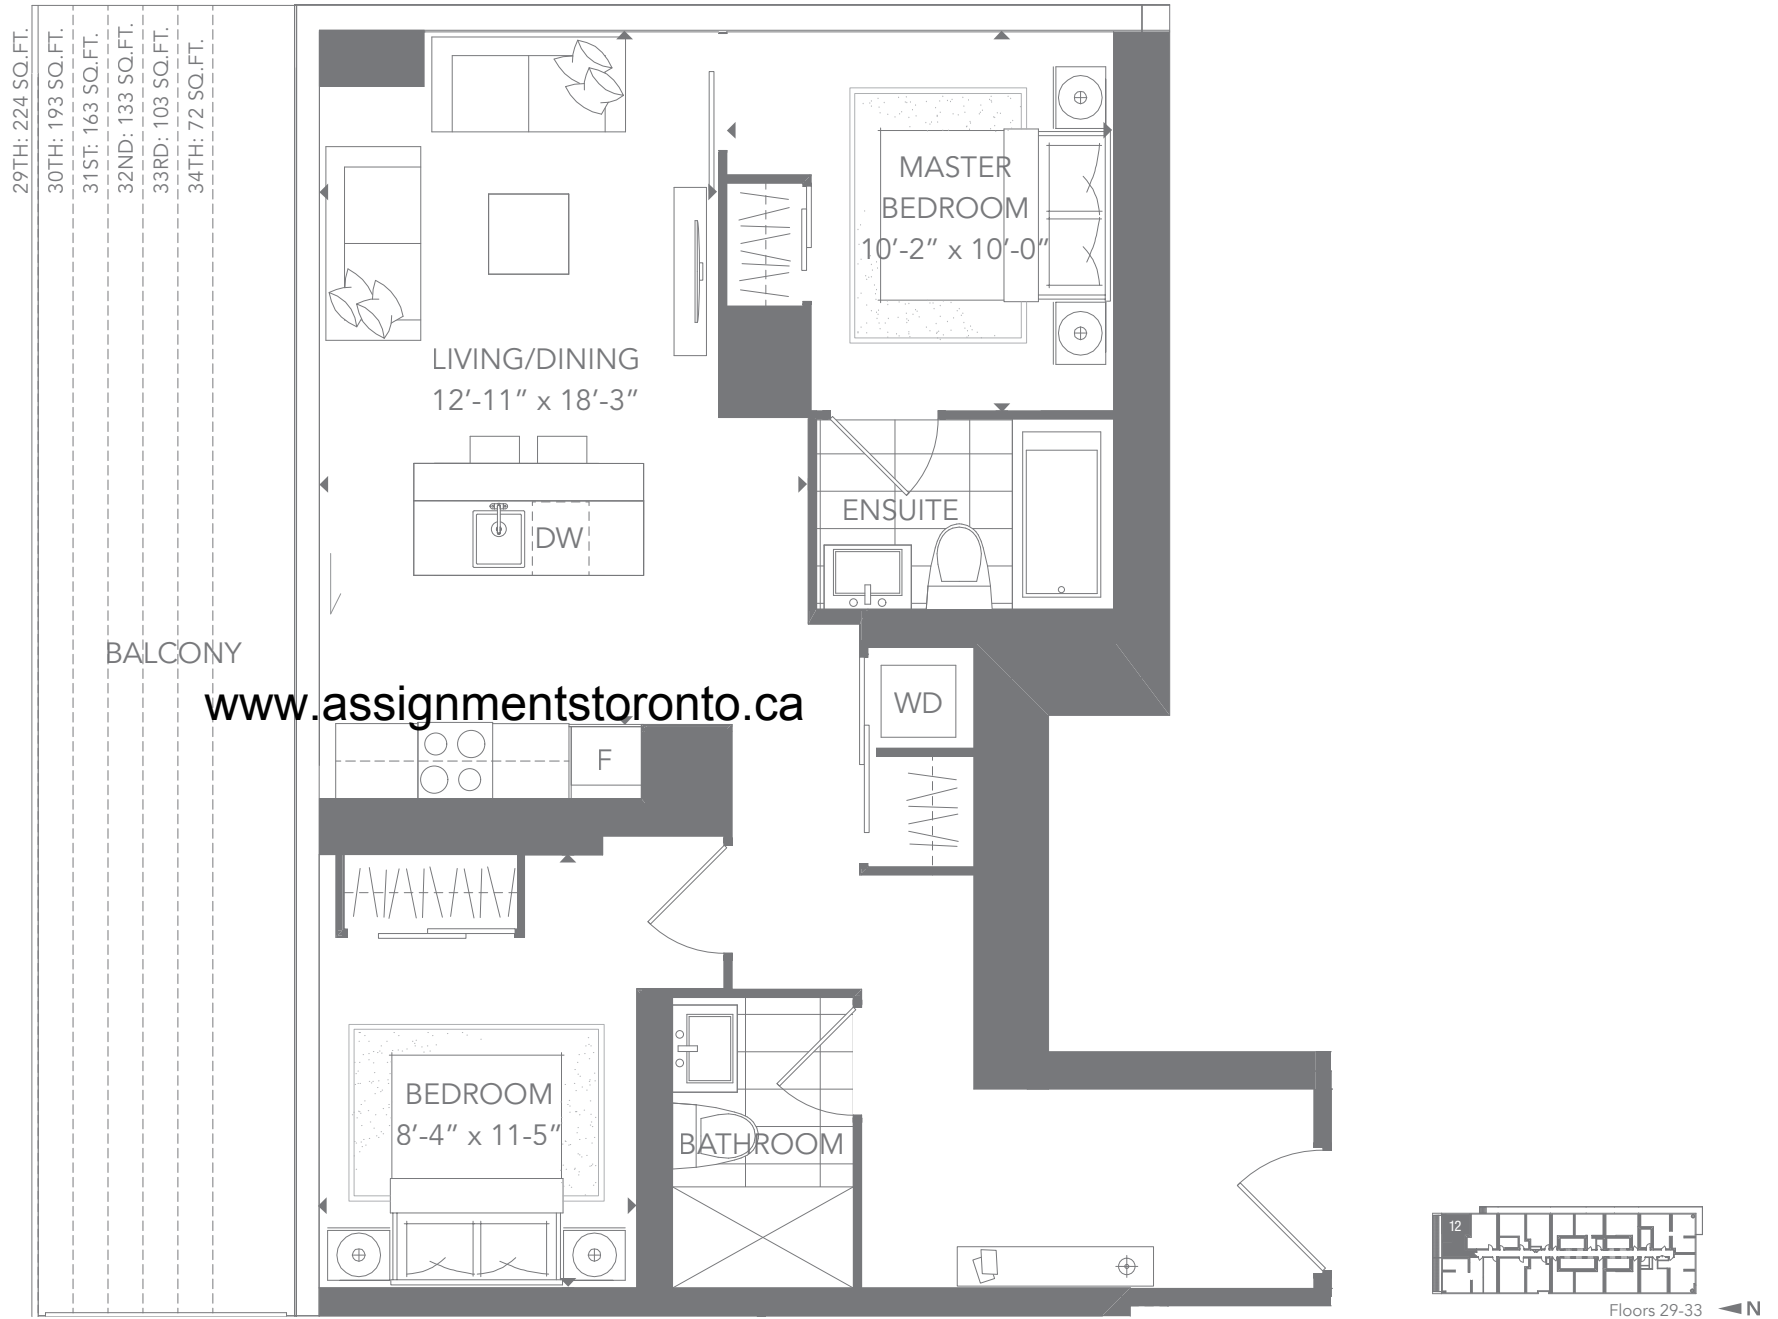 29TH: 224 SQ.FT.
30TH: 193 SQ.FT.
31ST: 163 SQ.FT.
32ND: 133 SQ.FT.
33RD: 103 SQ.FT.
34TH: 72 SQ.FT.
MASTER
BEDROOM
10'-2" x 10'-0"
LIVING/DINING
12'-11" x 18'-3"
ENSUITE
DW
BALCONY
www.assignmentstoronto.ca
WD
F
BEDROOM
8'-4" x 11-5"
BATHROOM
12
Floors 29-33
N